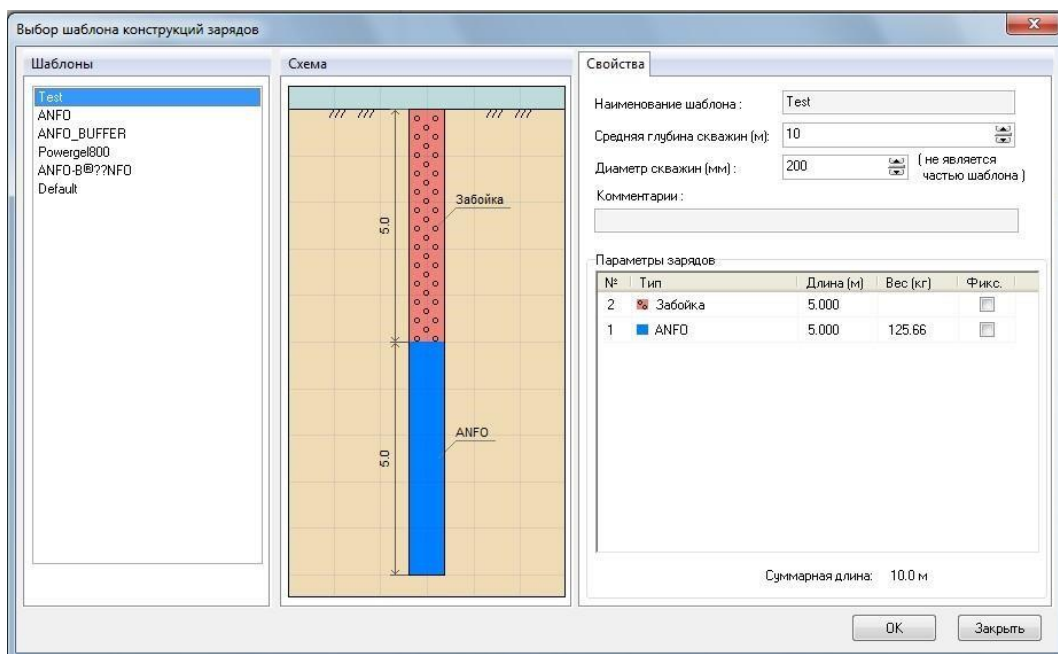 Выбор шаблона конструкций зарядов
Шаблоны
Test
ANFO
ANFO_BUFFER
Powergel800
ANFO-B®??NFO
Default
Схема
5.0
Забойка
5.0
ANFO
Свойства
Наименование шаблона : Test
Средняя глубина скважин (м): 10
Диаметр скважин (мм) : 200 ( не является
частью шаблона )
Комментарии :
Параметры зарядов
№ Тип Длина (м) Вес (кг) Фикс.
2 Забойка 5.000
1 ANFO 5.000 125.66
Суммарная длина: 10.0 м
OK Закрыть